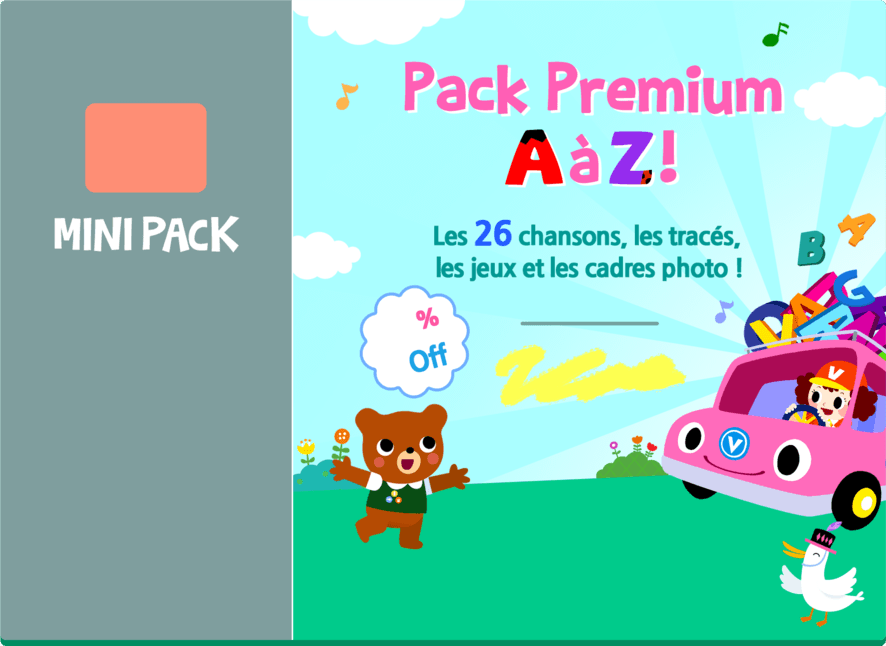 MINI PACK
Pack Premium
A à Z!
Les 26 chansons, les tracés,
les jeux et les cadres photo !
%
Off
B
A
G
V
V